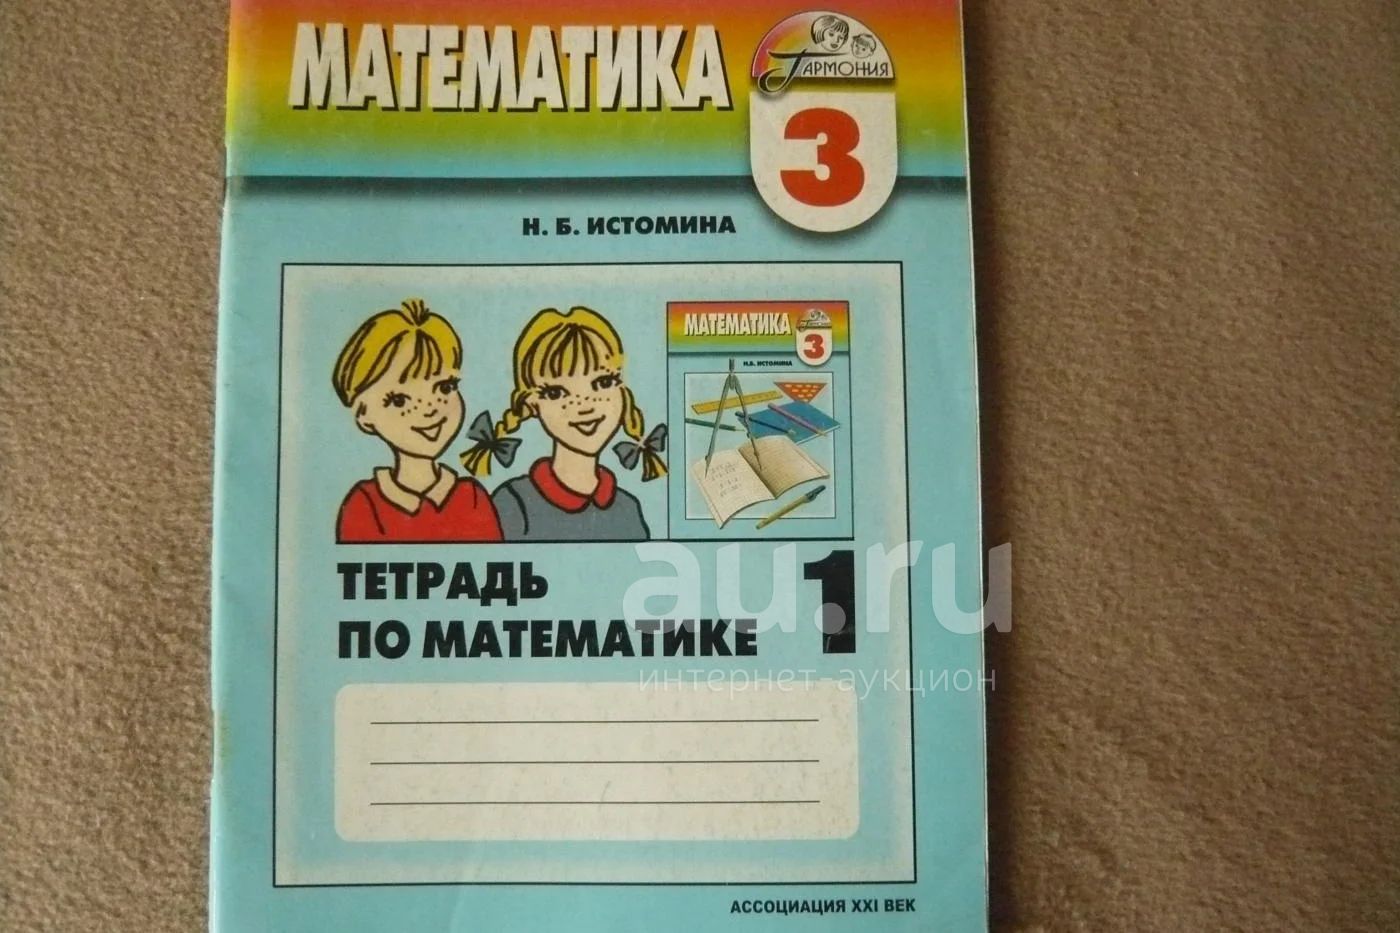 МАТЕМАТИКА
ГАРМОНИЯ
3
Н. Б. ИСТОМИНА
МАТЕМАТИКА
3
Н.Б. ИСТОМИНА
ТЕТРАДЬ
ПО МАТЕМАТИКЕ 1
au.ru
интернет-аукцион
АССОЦИАЦИЯ XXI ВЕК